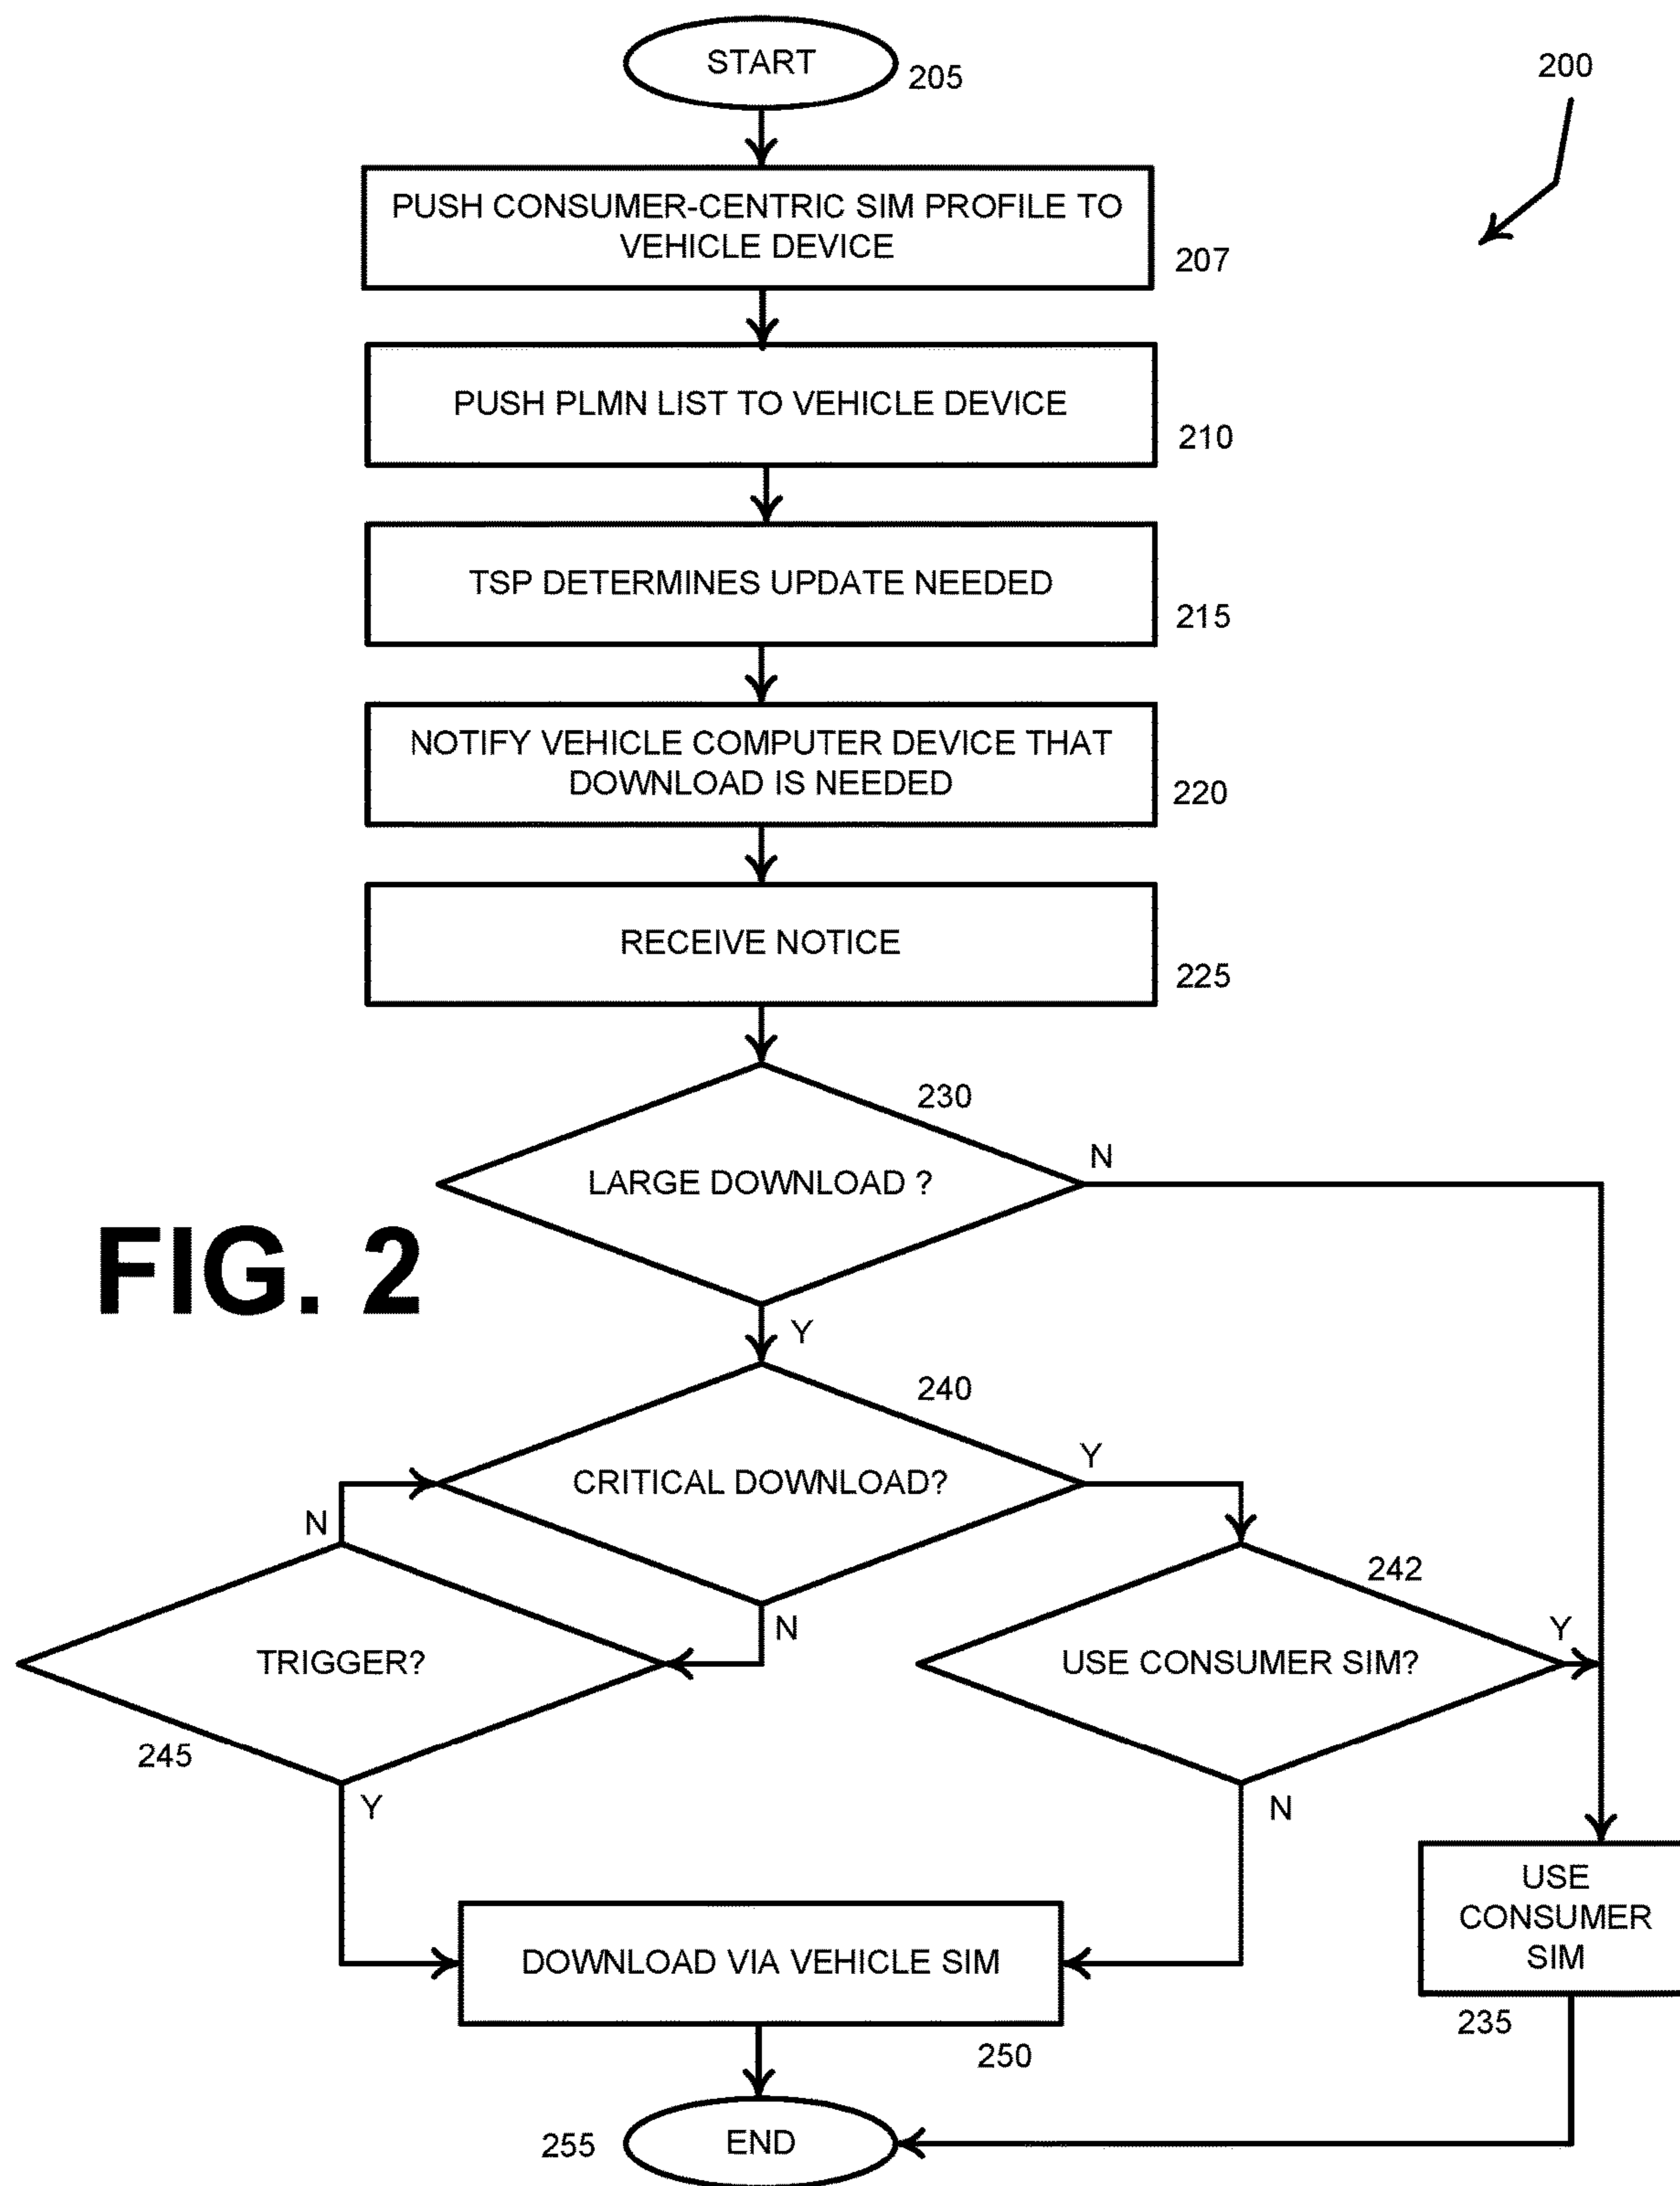 START
205
200
PUSH CONSUMER-CENTRIC SIM PROFILE TO
VEHICLE DEVICE
207
PUSH PLMN LIST TO VEHICLE DEVICE
210
TSP DETERMINES UPDATE NEEDED
215
NOTIFY VEHICLE COMPUTER DEVICE THAT
DOWNLOAD IS NEEDED
220
RECEIVE NOTICE
225
230
LARGE DOWNLOAD ?
N
FIG. 2
Y
240
CRITICAL DOWNLOAD?
Y
N
N
242
TRIGGER?
USE CONSUMER SIM?
Y
245
Y
N
USE
CONSUMER
SIM
235
DOWNLOAD VIA VEHICLE SIM
250
255
END